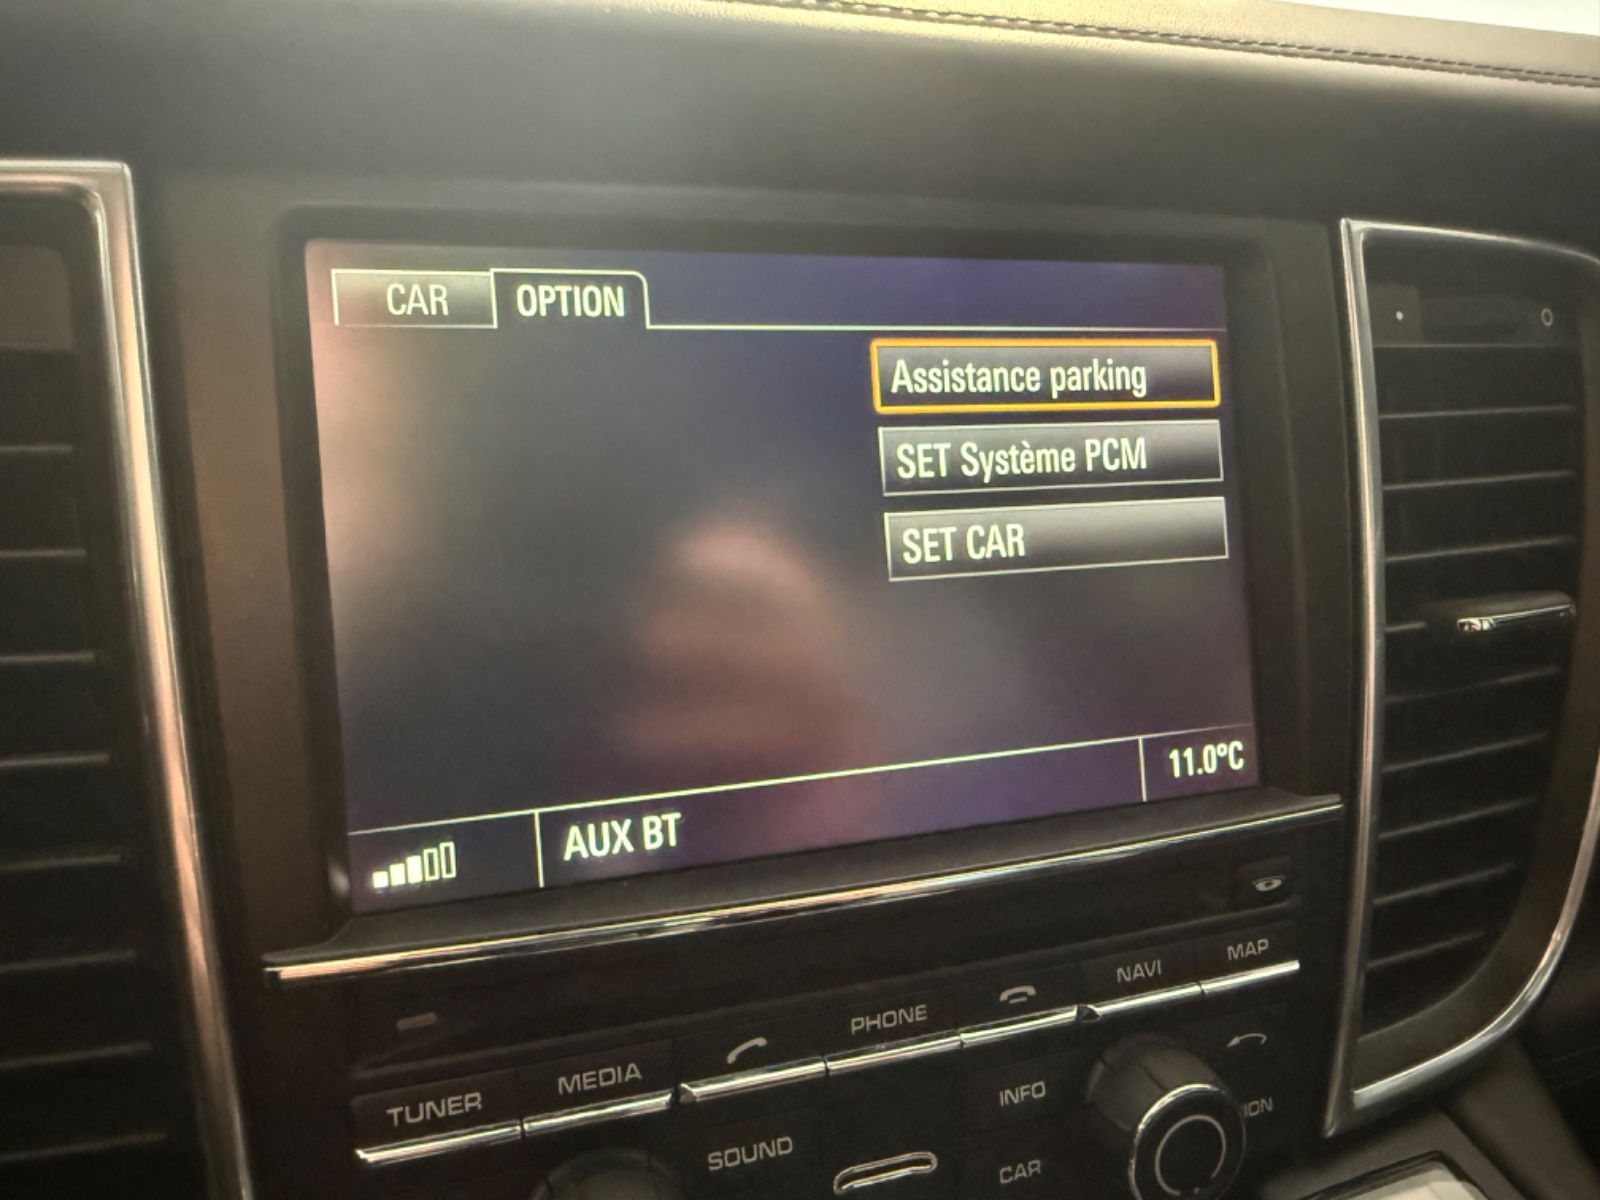 CAR OPTION
Assistance parking
SET Système PCM
SET CAR
11.0°C
AUX BT
MAP
NAVI
PHONE
MEDIA
TUNER
INFO
SOUND
CAR